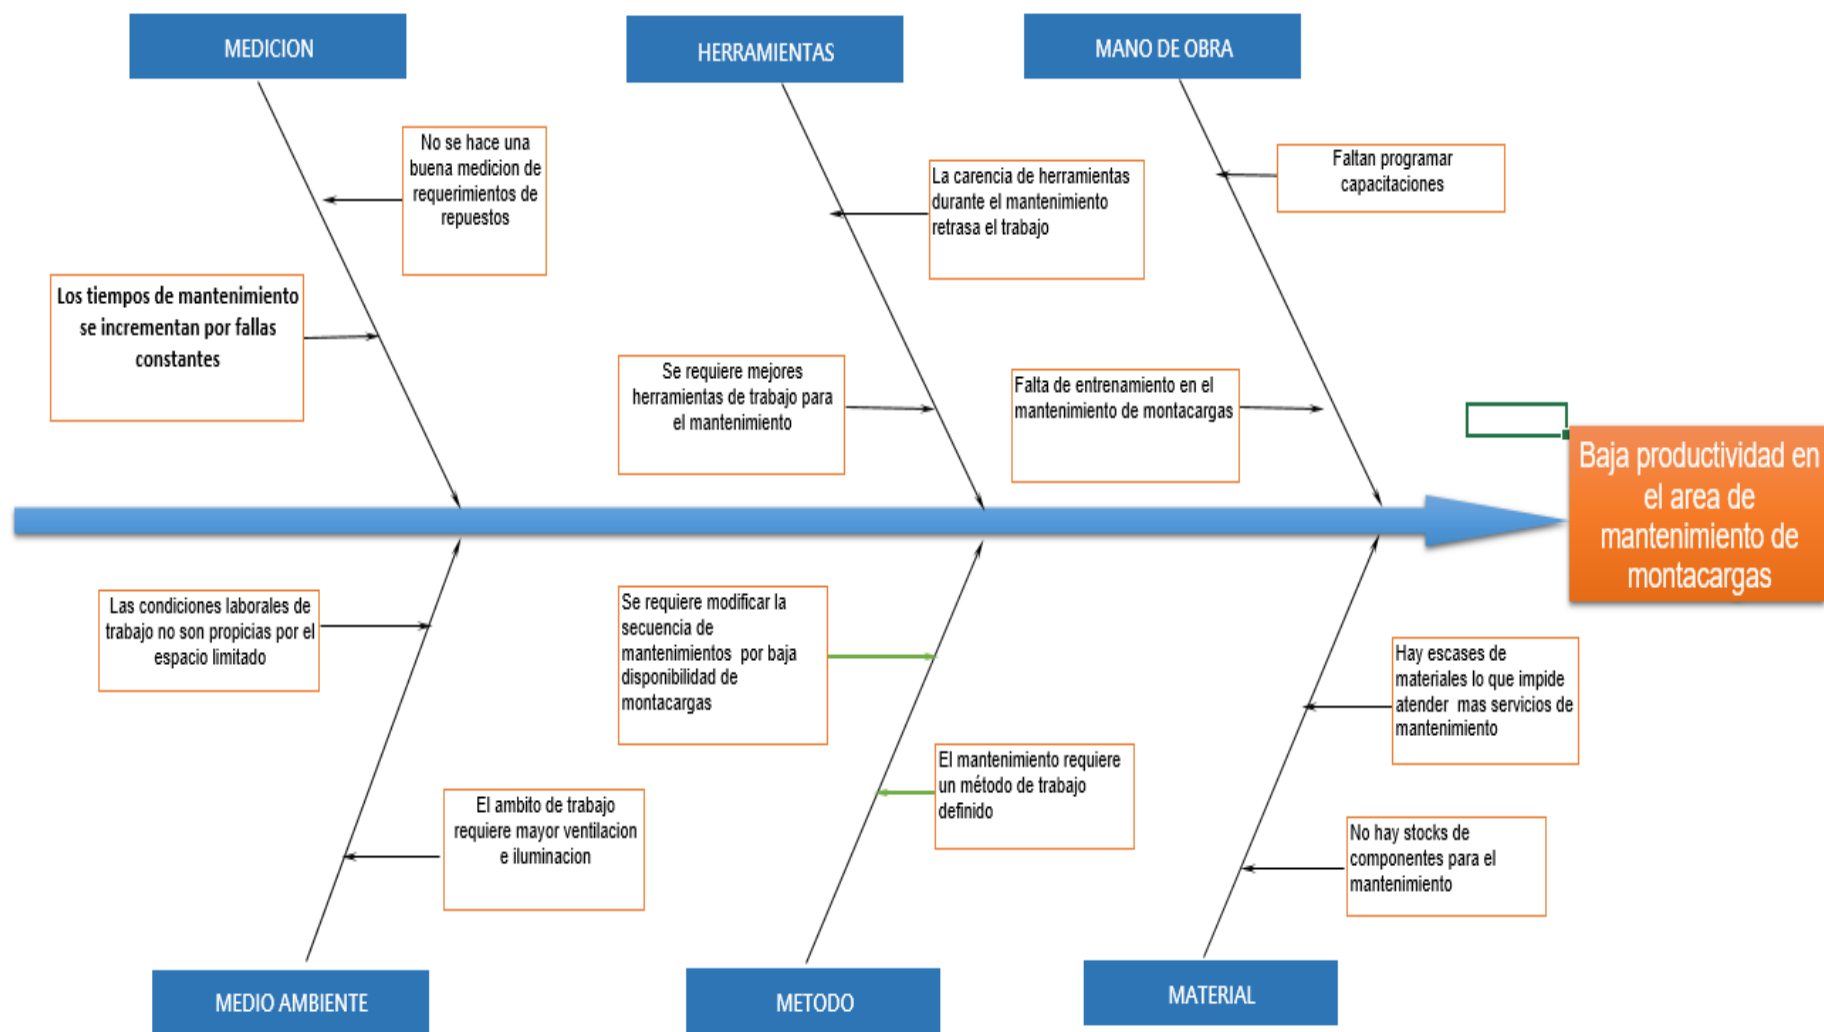 MEDICION
HERRAMIENTAS
MANO DE OBRA
No se hace una
buena medicion de
requerimientos de
repuestos
La carencia de herramientas
durante el mantenimiento
retrasa el trabajo
Faltan programar
capacitaciones
Los tiempos de mantenimiento
se incrementan por fallas
constantes
Se requiere mejores
herramientas de trabajo para
el mantenimiento
Falta de entrenamiento en el
mantenimiento de montacargas
Baja productividad en
el area de
mantenimiento de
montacargas
Las condiciones laborales de
trabajo no son propicias por el
espacio limitado
Se requiere modificar la
secuencia de
mantenimientos por baja
disponibilidad de
montacargas
Hay escases de
materiales lo que impide
atender mas servicios de
mantenimiento
El ambito de trabajo
requiere mayor ventilacion
e iluminacion
El mantenimiento requiere
un método de trabajo
definido
No hay stocks de
componentes para el
mantenimiento
MEDIO AMBIENTE
METODO
MATERIAL